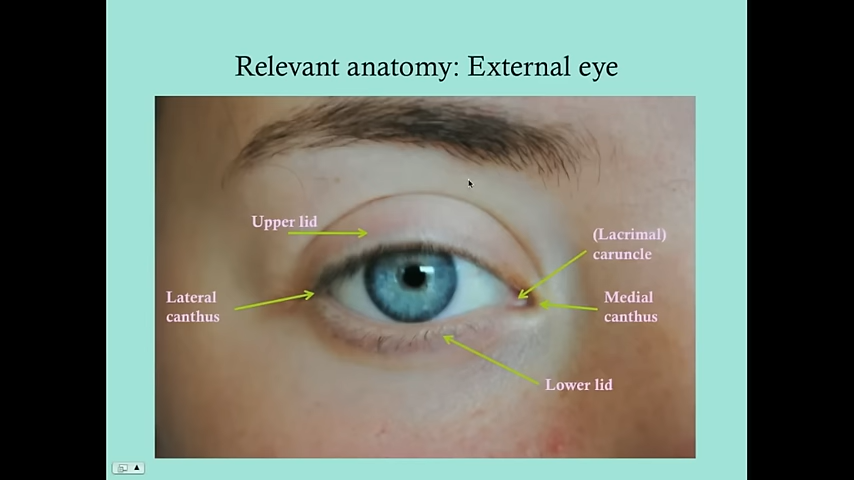 Relevant anatomy: External eye
Upper lid
(Lacrimal)
caruncle
Lateral
canthus
Medial
canthus
Lower lid